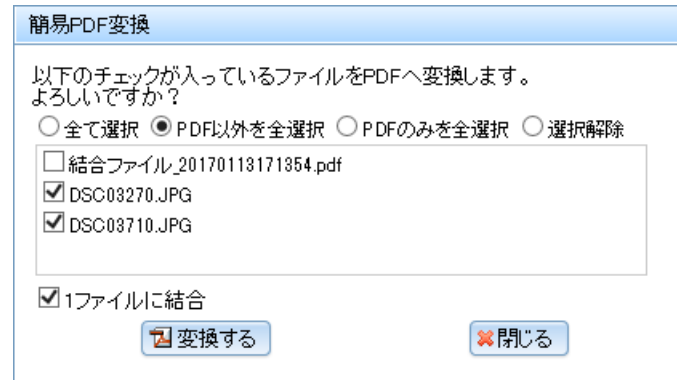 簡易PDF変換
以下のチェックが入っているファイルをPDFへ変換します。
よろしいですか？
全て選択 PDF以外を全選択 PDFのみを全選択 選択解除
結合ファイル_20170113171354.pdf
DSC03270.JPG
DSC03710.JPG
1ファイルに結合
変換する 閉じる